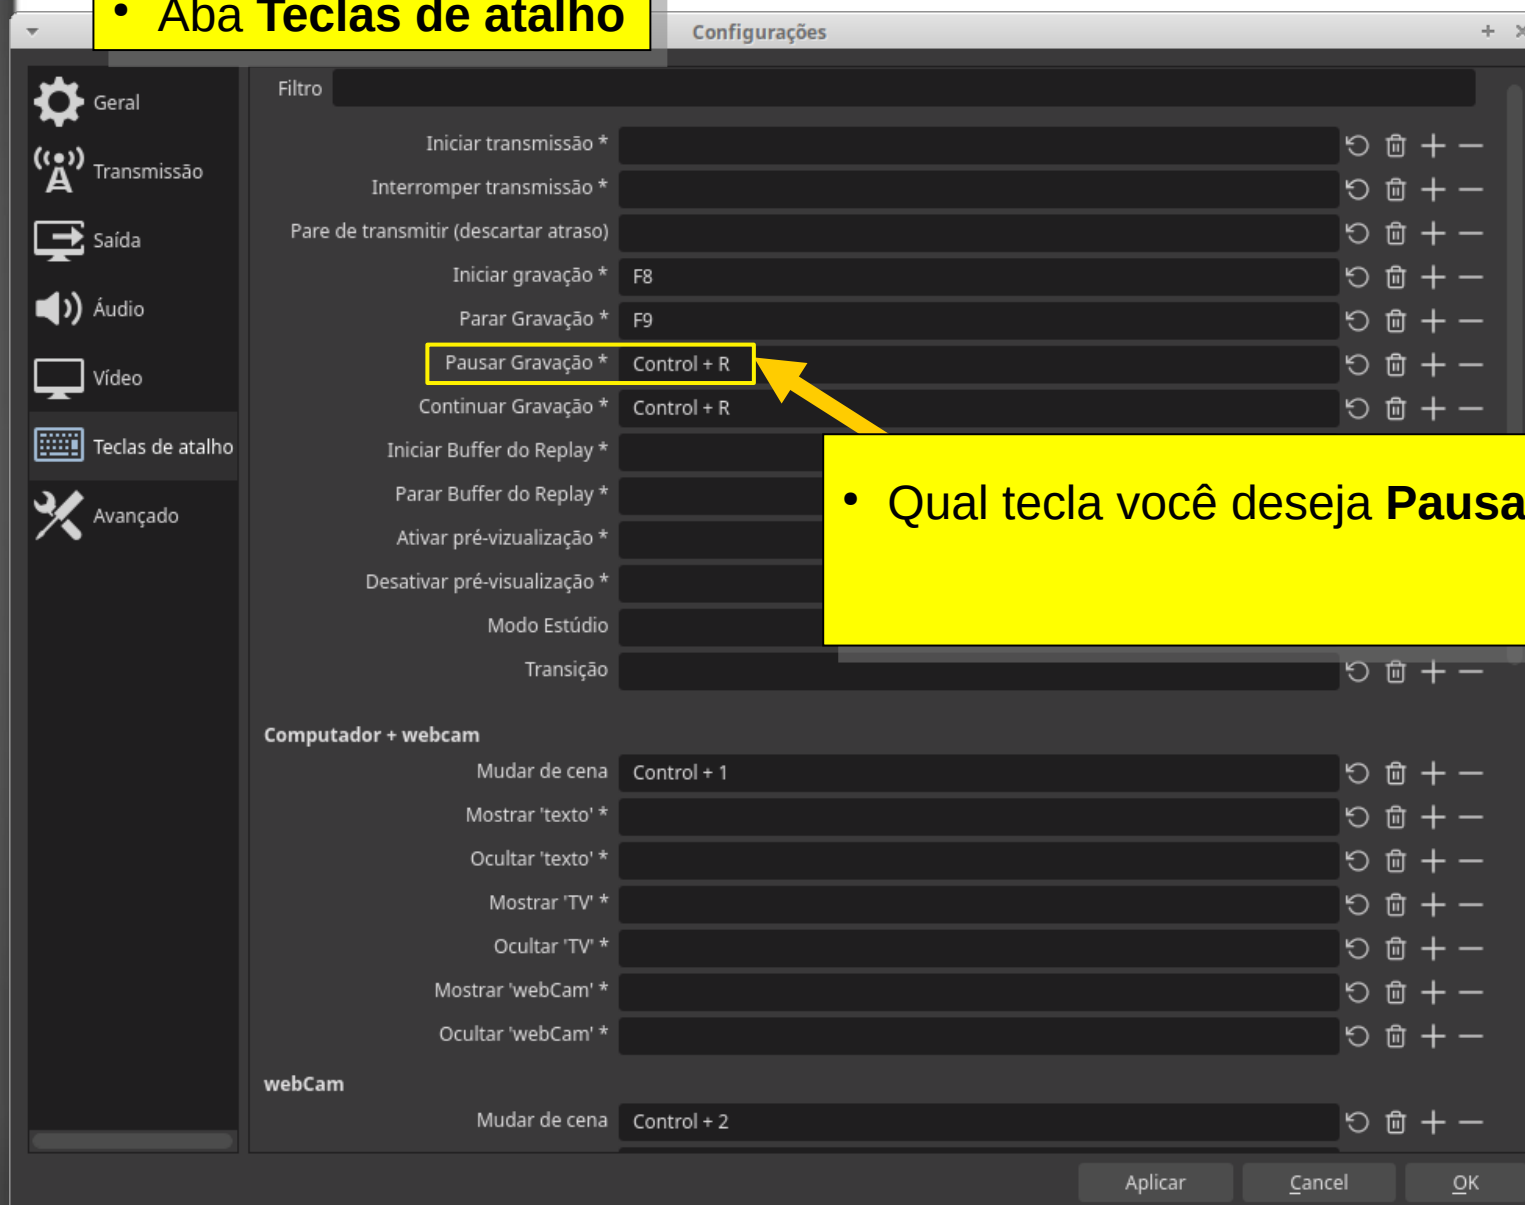 • Aba Teclas de atalho
Configurações
Geral
Transmissão
Saída
Áudio
Vídeo
Teclas de atalho
Avançado
Filtro
Iniciar transmissão *
Interromper transmissão *
Pare de transmitir (descartar atraso)
Iniciar gravação * F8
Parar Gravação * F9
Pausar Gravação * Control + R
Continuar Gravação * Control + R
Iniciar Buffer do Replay *
Parar Buffer do Replay *
Ativar pré-vizualização *
Desativar pré-visualização *
Modo Estúdio
Transição
• Qual tecla você deseja Pausa
Computador + webcam
Mudar de cena Control + 1
Mostrar 'texto' *
Ocultar 'texto' *
Mostrar 'TV' *
Ocultar 'TV' *
Mostrar 'webCam' *
Ocultar 'webCam' *
webCam
Mudar de cena Control + 2
Aplicar
Cancel
OK